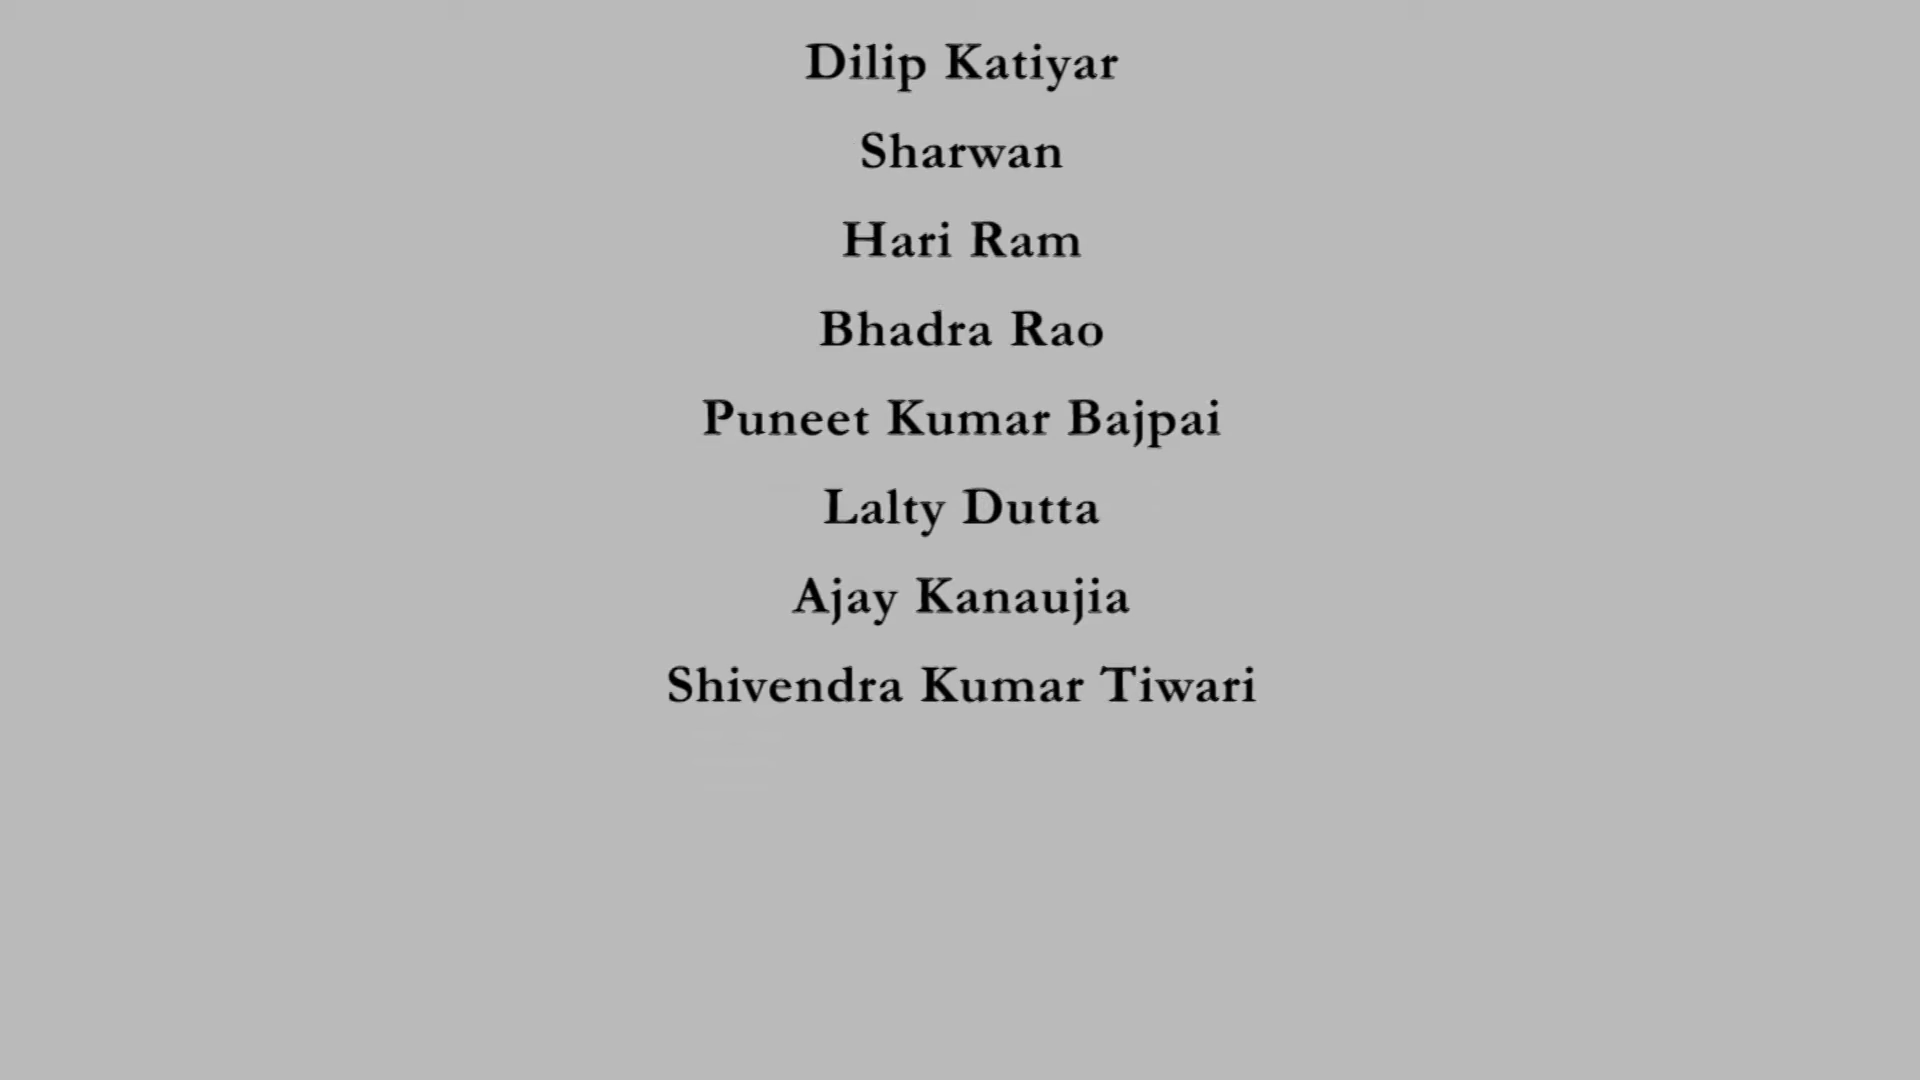 Dilip Katiyar
Sharwan
Hari Ram
Bhadra Rao
Puneet Kumar Bajpai
Lalty Dutta
Ajay Kanaujia
Shivendra Kumar Tiwari